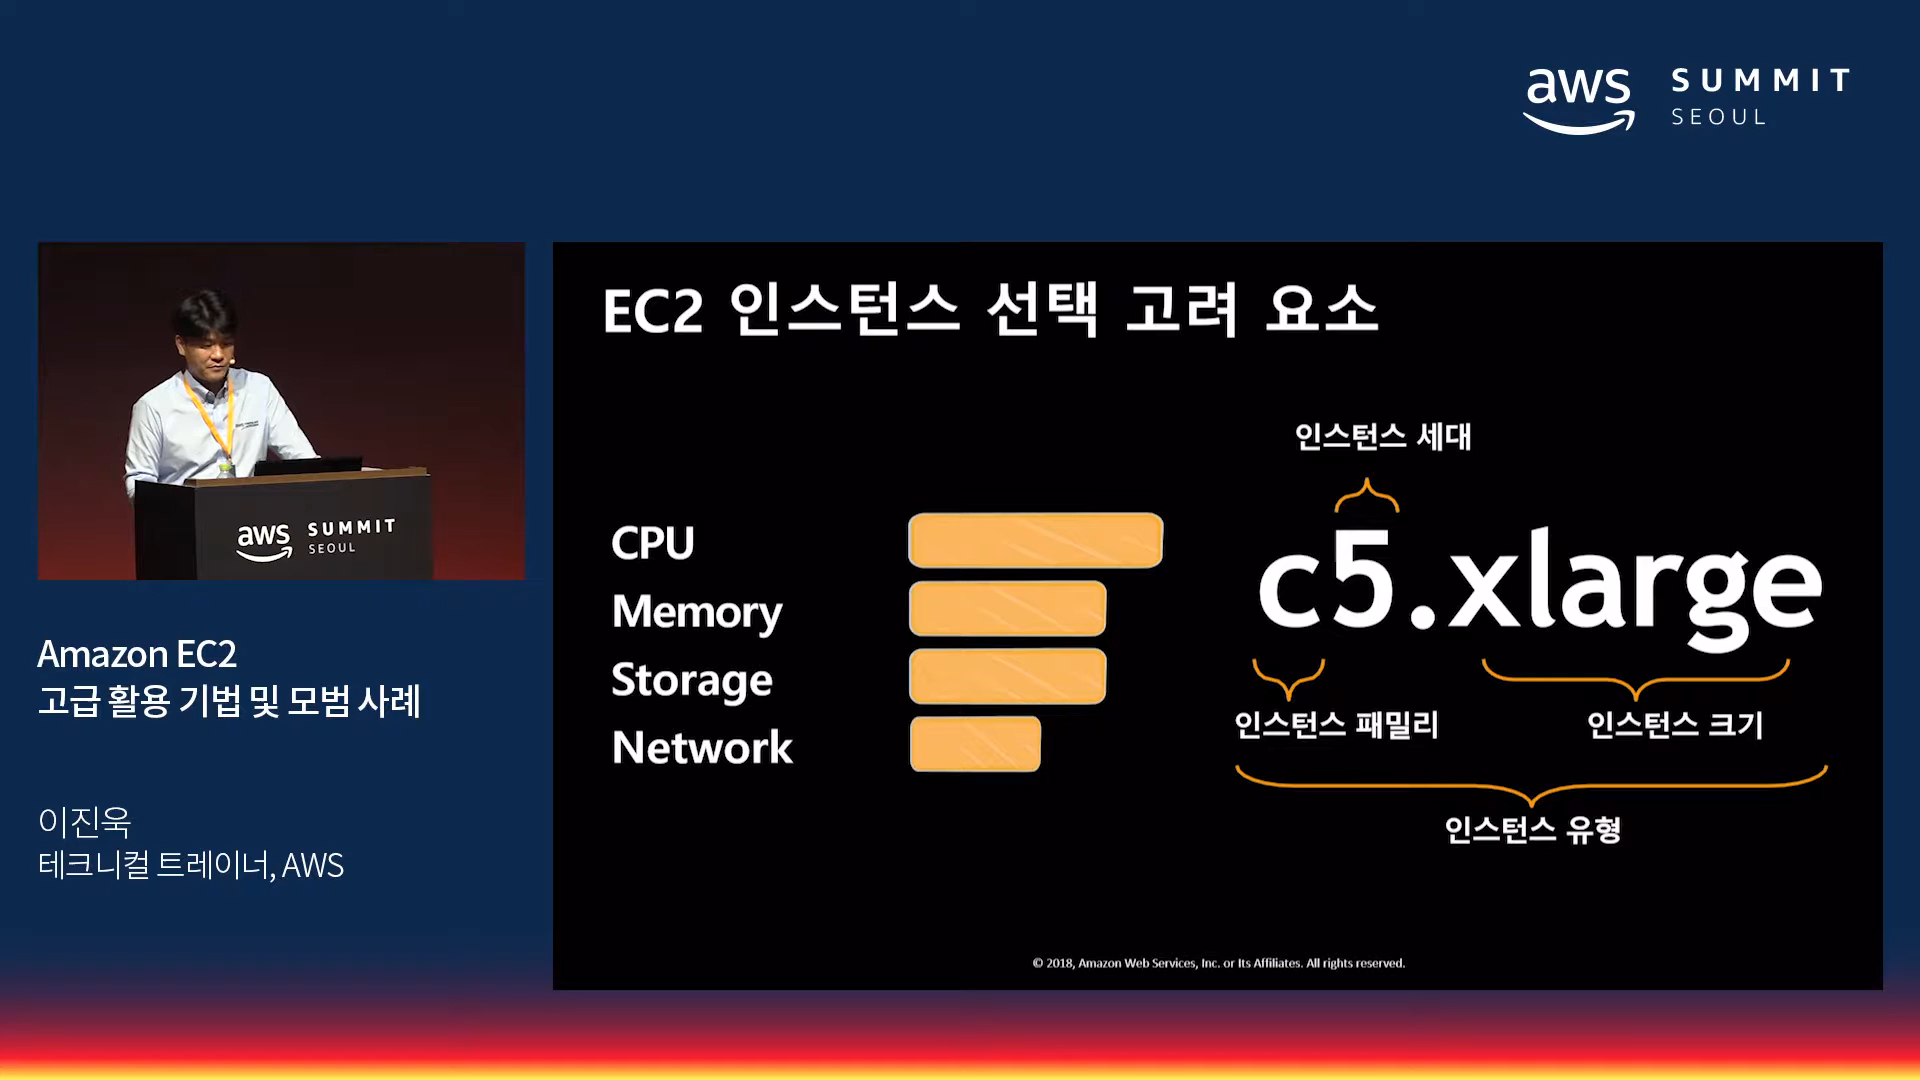 aws SUMMIT
SEOUL
aws SUMMIT
SEOUL
Amazon EC2
고급 활용 기법 및 모범 사례
이진욱
테크니컬 트레이너, AWS
EC2 인스턴스 선택 고려 요소
CPU
Memory
Storage
Network
인스턴스 세대
c5.xlarge
인스턴스 패밀리
인스턴스 크기
인스턴스 유형
© 2018, Amazon Web Services, Inc. or Its Affiliates. All rights reserved.